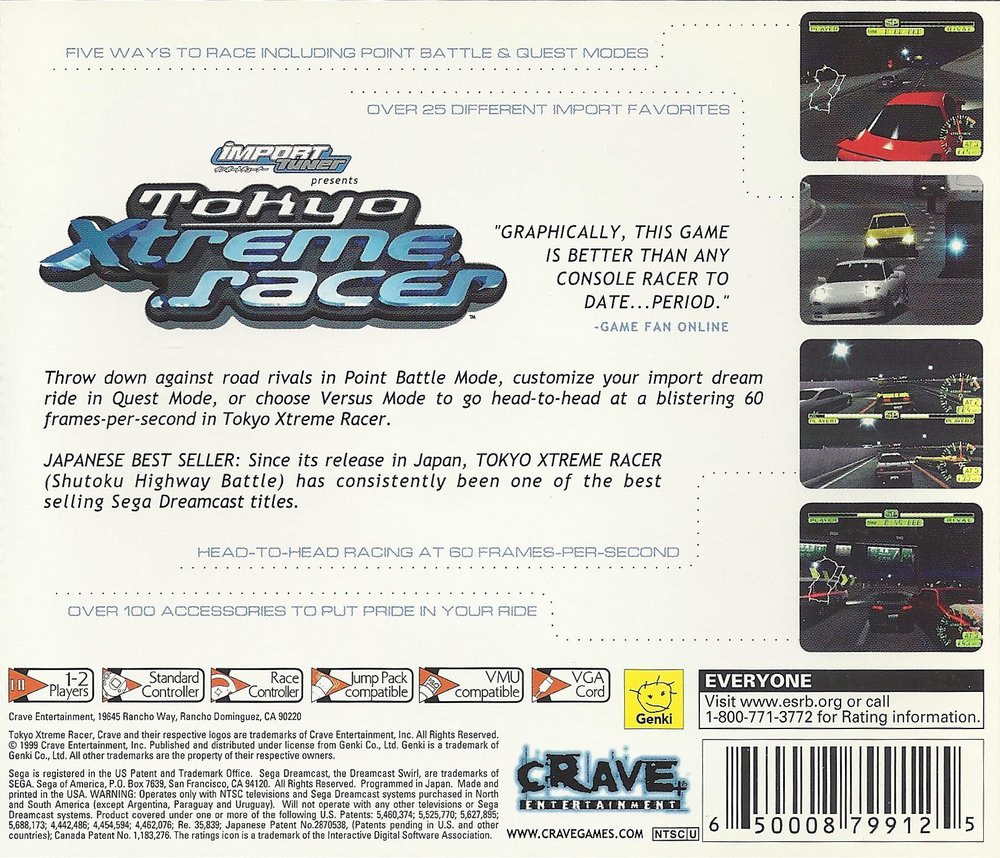 FIVE WAYS TO RACE INCLUDING POINT BATTLE & QUEST MODES
OVER 25 DIFFERENT IMPORT FAVORITES
IMPORT
TUNER
presents
Tokyo
Xtreme
racer
™
"GRAPHICALLY, THIS GAME
IS BETTER THAN ANY
CONSOLE RACER TO
DATE...PERIOD."
-GAME FAN ONLINE
Throw down against road rivals in Point Battle Mode, customize your import dream
ride in Quest Mode, or choose Versus Mode to go head-to-head at a blistering 60
frames-per-second in Tokyo Xtreme Racer.
JAPANESE BEST SELLER: Since its release in Japan, TOKYO XTREME RACER
(Shutoku Highway Battle) has consistently been one of the best
selling Sega Dreamcast titles.
HEAD-TO-HEAD RACING AT 60 FRAMES-PER-SECOND
OVER 100 ACCESSORIES TO PUT PRIDE IN YOUR RIDE
PLAYER SP RIVAL
PLAYER SP RIVAL
1-2
Players
Standard
Controller
Race
Controller
Jump Pack
compatible
VMU
compatible
VGA
Cord
Genki
EVERYONE
Visit www.esrb.org or call
1-800-771-3772 for Rating information.
Crave Entertainment, 19645 Rancho Way, Rancho Dominguez, CA 90220
Tokyo Xtreme Racer, Crave and their respective logos are trademarks of Crave Entertainment, Inc. All Rights Reserved.
© 1999 Crave Entertainment, Inc. Published and distributed under license from Genki Co., Ltd. Genki is a trademark of
Genki Co., Ltd. All other trademarks are the property of their respective owners.
Sega is registered in the US Patent and Trademark Office. Sega Dreamcast, the Dreamcast Swirl, are trademarks of
SEGA. Sega of America, P.O. Box 7639, San Francisco, CA 94120. All Rights Reserved. Programmed in Japan. Made and
printed in the USA. WARNING: Operates only with NTSC televisions and Sega Dreamcast systems purchased in North
and South America (except Argentina, Paraguay and Uruguay). Will not operate with any other televisions or Sega
Dreamcast systems. Product covered under one or more of the following U.S. Patents: 5,460,374; 5,525,770; 5,627,895;
5,688,173; 4,442,486; 4,454,594; 4,462,076; Re. 35,839; Japanese Patent No.2870538, (Patents pending in U.S. and other
countries); Canada Patent No. 1,183,276. The ratings icon is a trademark of the Interactive Digital Software Association.
CRAVE
ENTERTAINMENT
WWW.CRAVEGAMES.COM
NTSC U
6 50008 79912 5